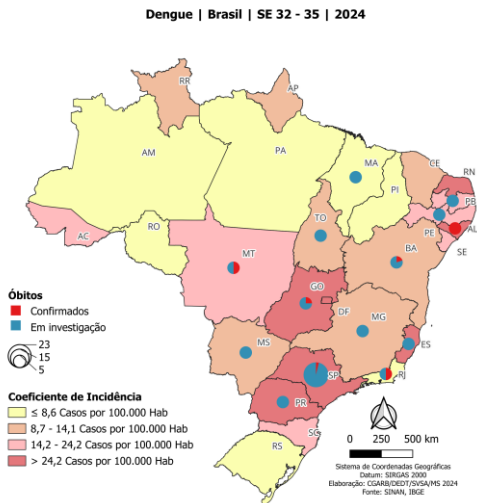 Dengue | Brasil | SE 32 - 35 | 2024
RR
AP
AM
PA
MA
CE
RN
PI
PB
PE
AL
SE
AC
RO
TO
BA
MT
GO
DF
MG
MS
ES
SP
RJ
PR
SC
RS
Óbitos
Confirmados
Em investigação
23
15
5
Coeficiente de Incidência
≤ 8,6 Casos por 100.000 Hab
8,7 - 14,1 Casos por 100.000 Hab
14,2 - 24,2 Casos por 100.000 Hab
> 24,2 Casos por 100.000 Hab
0 250 500 km
Sistema de Coordenadas Geográficas
Datum: SIRGAS 2000
Elaboração: CGARB/DEDT/SVSA/MS 2024
Fonte: SINAN, IBGE